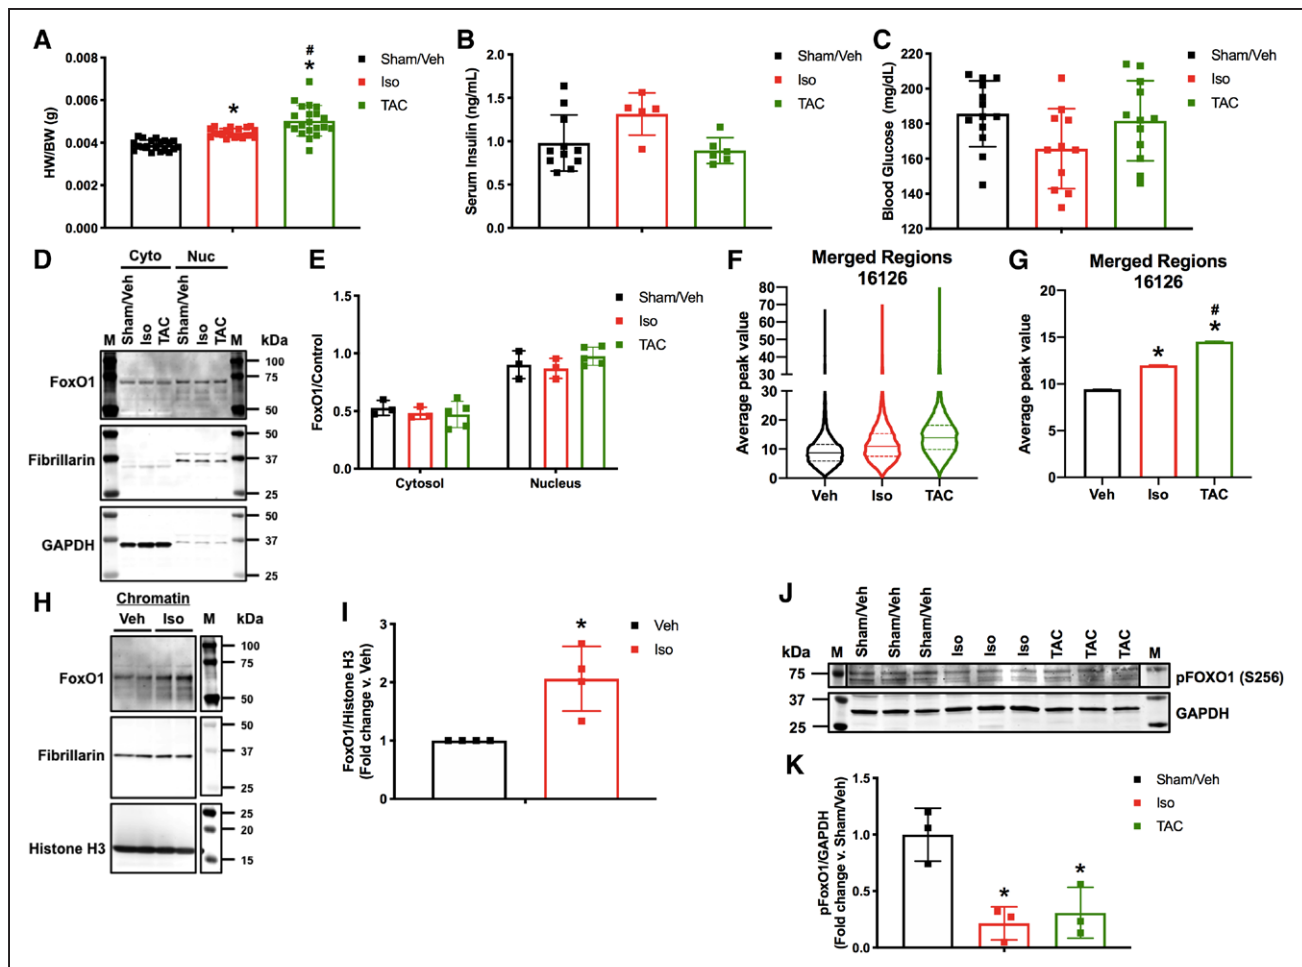 A
HW/BW (g)
0.008
0.006
0.004
0.002
0.000
*
#
*
Sham/Veh
Iso
TAC
B
Serum Insulin (ng/mL)
2.0
1.5
1.0
0.5
0.0
Sham/Veh
Iso
TAC
C
Blood Glucose (mg/dL)
220
200
180
160
140
120
Sham/Veh
Iso
TAC
D
Cyto
Nuc
M
Sham/Veh
Iso
TAC
Sham/Veh
Iso
TAC
M
kDa
FoxO1
100
75
50
Fibrillarin
50
37
25
GAPDH
50
37
25
E
FoxO1/Control
1.5
1.0
0.5
0.0
Cytosol
Nucleus
Sham/Veh
Iso
TAC
F
Merged Regions
16126
Average peak value
80
70
60
50
40
30
30
20
10
0
Veh
Iso
TAC
G
Merged Regions
16126
Average peak value
20
15
10
5
0
*
#
*
Veh
Iso
TAC
H
Chromatin
Veh
Iso
M
kDa
FoxO1
100
75
50
Fibrillarin
50
37
25
Histone H3
25
20
15
I
FoxO1/Histone H3
(Fold change v. Veh)
3
2
1
0
*
Veh
Iso
J
kDa
M
Sham/Veh
Sham/Veh
Sham/Veh
Iso
Iso
Iso
TAC
TAC
TAC
M
75
pFOXO1 (S256)
37
25
GAPDH
K
pFoxO1/GAPDH
(Fold change v. Sham/Veh)
1.5
1.0
0.5
0.0
*
*
Sham/Veh
Iso
TAC